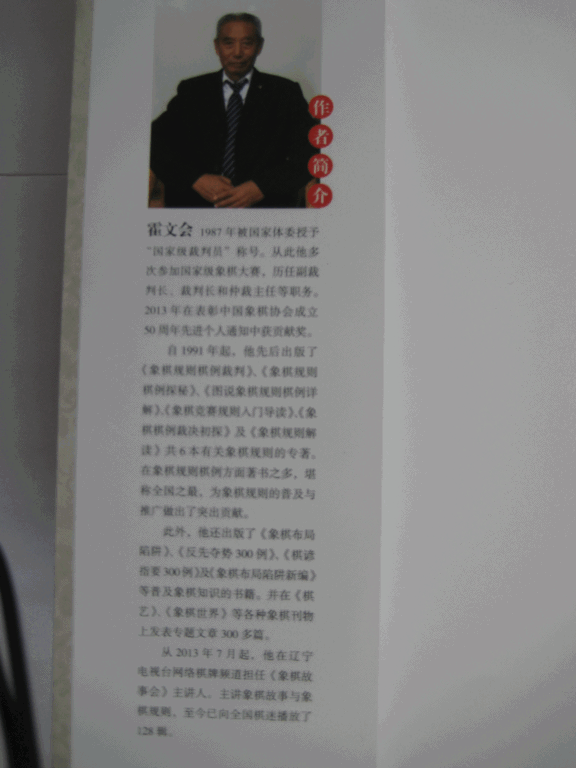 作者简介
霍文会 1987年被国家体委授予
“国家级裁判员”称号。从此他多
次参加国家级象棋大赛，历任副裁
判长、裁判长和仲裁主任等职务。
2013年在表彰中国象棋协会成立
50周年先进个人通知中获贡献奖。
自1991年起，他先后出版了
《象棋规则棋例裁判》、《象棋规则
棋例探秘》、《图说象棋规则棋例详
解》、《象棋竞赛规则入门导读》、《象
棋棋例裁决初探》及《象棋规则解
读》共6本有关象棋规则的专著。
在象棋规则棋例方面著书之多，堪
称全国之最，为象棋规则的普及与
推广做出了突出贡献。
此外，他还出版了《象棋布局
陷阱》、《反先夺势300例》、《棋谚
指要300例》及《象棋布局陷阱新编》
等普及象棋知识的书籍。并在《棋
艺》、《象棋世界》等各种象棋刊物
上发表专题文章300多篇。
从2013年7月起，他在辽宁
电视台网络棋牌频道担任《象棋故
事会》主讲人，主讲象棋故事与象
棋规则，至今已向全国棋迷播放了
128辑。